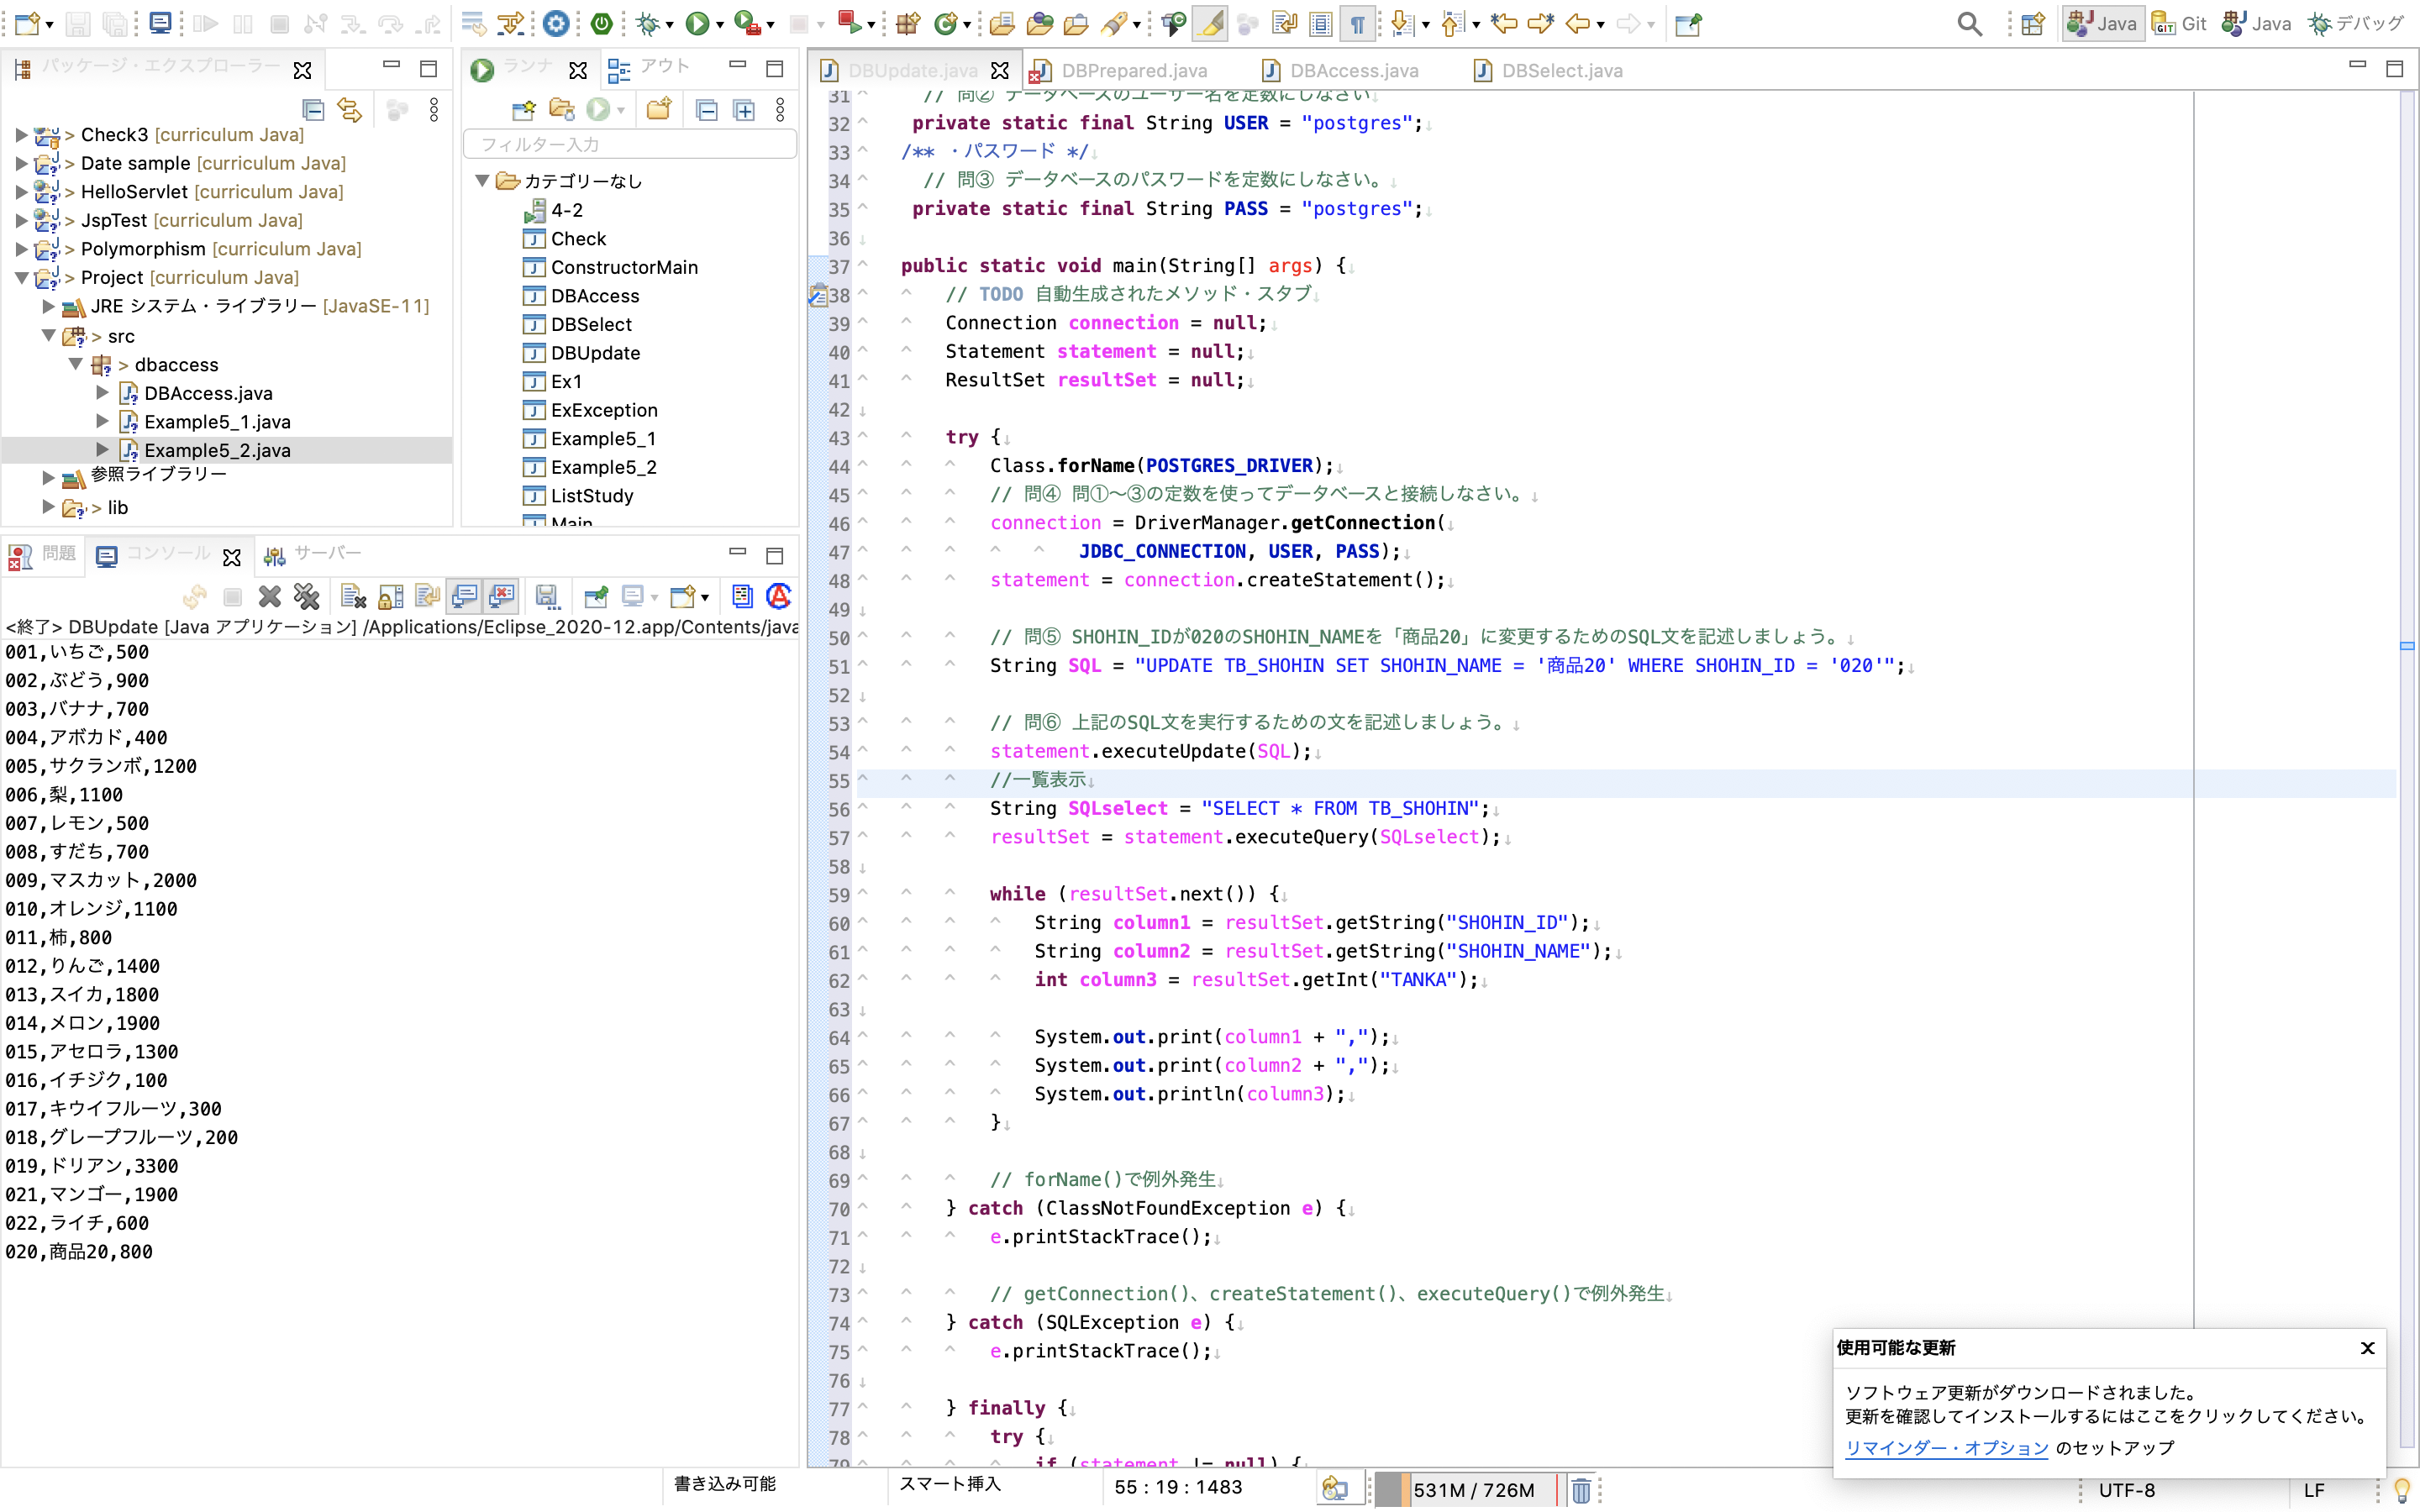 Java
Git
Java
デバッグ
パッケージ・エクスプローラー
> Check3 [curriculum Java]
> Date sample [curriculum Java]
> HelloServlet [curriculum Java]
> JspTest [curriculum Java]
> Polymorphism [curriculum Java]
> Project [curriculum Java]
JRE システム・ライブラリー [JavaSE-11]
> src
> dbaccess
DBAccess.java
Example5_1.java
Example5_2.java
参照ライブラリー
> lib
ランナ
アウト
フィルター入力
カテゴリーなし
4-2
Check
ConstructorMain
DBAccess
DBSelect
DBUpdate
Ex1
ExException
Example5_1
Example5_2
ListStudy
Main
問題
コンソール
サーバー
<終了> DBUpdate [Java アプリケーション] /Applications/Eclipse_2020-12.app/Contents/java
001,いちご,500
002,ぶどう,900
003,バナナ,700
004,アボカド,400
005,サクランボ,1200
006,梨,1100
007,レモン,500
008,すだち,700
009,マスカット,2000
010,オレンジ,1100
011,柿,800
012,りんご,1400
013,スイカ,1800
014,メロン,1900
015,アセロラ,1300
016,イチジク,100
017,キウイフルーツ,300
018,グレープフルーツ,200
019,ドリアン,3300
021,マンゴー,1900
022,ライチ,600
020,商品20,800
DBUpdate.java
DBPrepared.java
DBAccess.java
DBSelect.java
31 // 問② データベースのユーザー名を定数にしなさい
32 private static final String USER = "postgres";
33 /** ・パスワード */
34 // 問③ データベースのパスワードを定数にしなさい。
35 private static final String PASS = "postgres";
36
37 public static void main(String[] args) {
38 // TODO 自動生成されたメソッド・スタブ
39 Connection connection = null;
40 Statement statement = null;
41 ResultSet resultSet = null;
42
43 try {
44 Class.forName(POSTGRES_DRIVER);
45 // 問④ 問①〜③の定数を使ってデータベースと接続しなさい。
46 connection = DriverManager.getConnection(
47 JDBC_CONNECTION, USER, PASS);
48 statement = connection.createStatement();
49
50 // 問⑤ SHOHIN_IDが020のSHOHIN_NAMEを「商品20」に変更するためのSQL文を記述しましょう。
51 String SQL = "UPDATE TB_SHOHIN SET SHOHIN_NAME = '商品20' WHERE SHOHIN_ID = '020'";
52
53 // 問⑥ 上記のSQL文を実行するための文を記述しましょう。
54 statement.executeUpdate(SQL);
55 //一覧表示
56 String SQLselect = "SELECT * FROM TB_SHOHIN";
57 resultSet = statement.executeQuery(SQLselect);
58
59 while (resultSet.next()) {
60 String column1 = resultSet.getString("SHOHIN_ID");
61 String column2 = resultSet.getString("SHOHIN_NAME");
62 int column3 = resultSet.getInt("TANKA");
63
64 System.out.print(column1 + ",");
65 System.out.print(column2 + ",");
66 System.out.println(column3);
67 }
68
69 // forName()で例外発生
70 } catch (ClassNotFoundException e) {
71 e.printStackTrace();
72
73 // getConnection()、createStatement()、executeQuery()で例外発生
74 } catch (SQLException e) {
75 e.printStackTrace();
76
77 } finally {
78 try {
79 if (statement != null) {
使用可能な更新
ソフトウェア更新がダウンロードされました。
更新を確認してインストールするにはここをクリックしてください。
リマインダー・オプション のセットアップ
書き込み可能
スマート挿入
55 : 19 : 1483
531M / 726M
UTF-8
LF